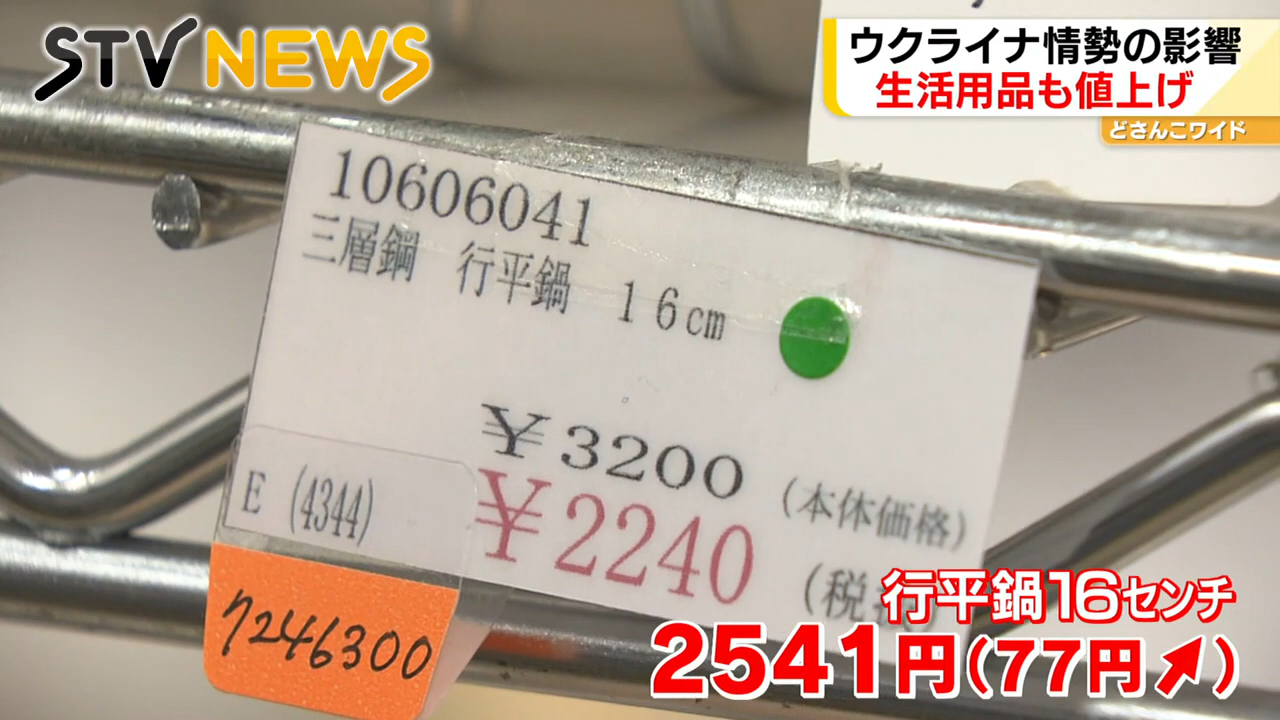 STV NEWS
ウクライナ情勢の影響
生活用品も値上げ
どさんこワイド
10606041
三層鋼 行平鍋 16cm
¥3200 (本体価格)
¥2240 (税
E (4344)
7246300
行平鍋16センチ
2541円(77円↗)